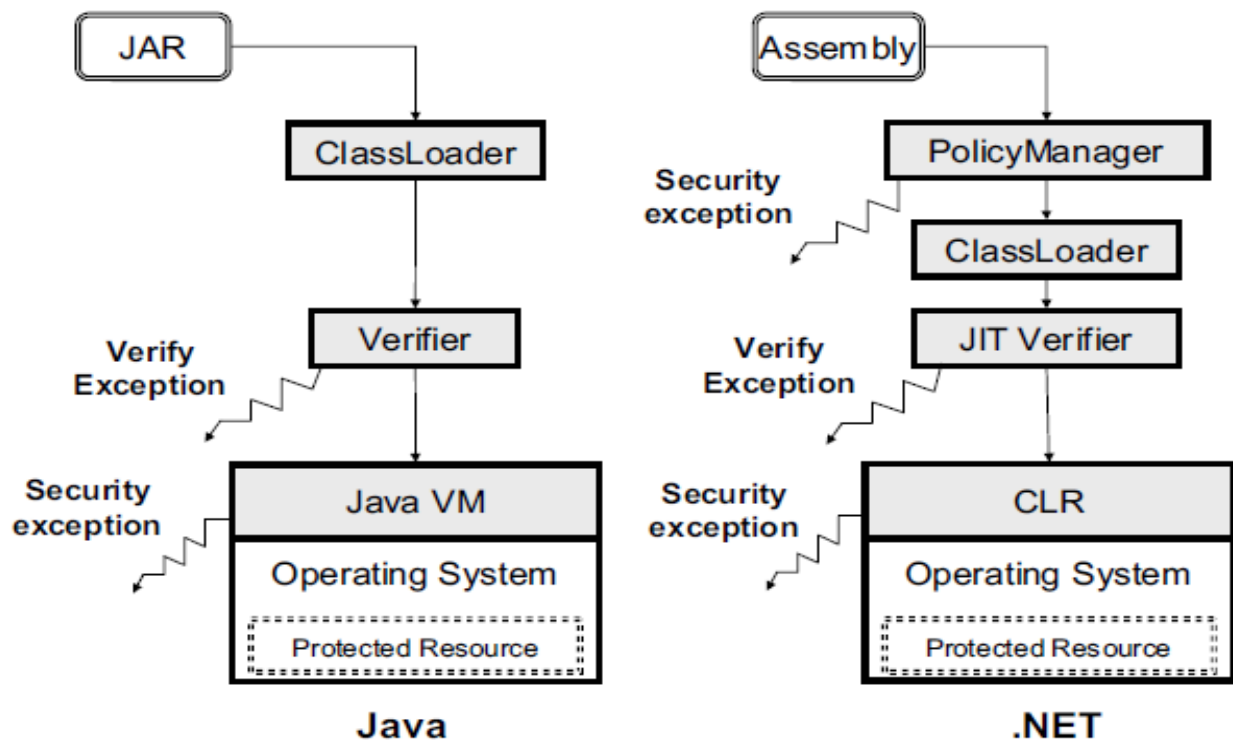 JAR
ClassLoader
Verifier
Verify
Exception
Security
exception
Java VM
Operating System
Protected Resource
Java
Assembly
PolicyManager
Security
exception
ClassLoader
JIT Verifier
Verify
Exception
Security
exception
CLR
Operating System
Protected Resource
.NET